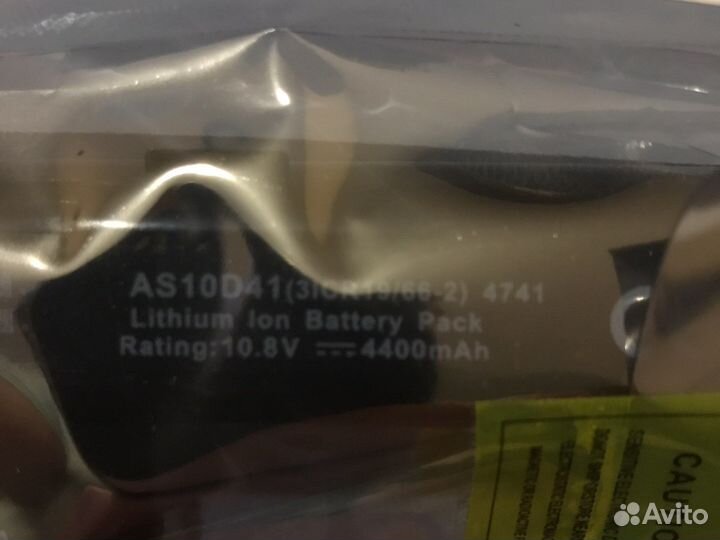 AS10D41(3ICR19/66-2) 4741
Lithium Ion Battery Pack
Rating:10.8V ⎓4400mAh
CAU
Avito